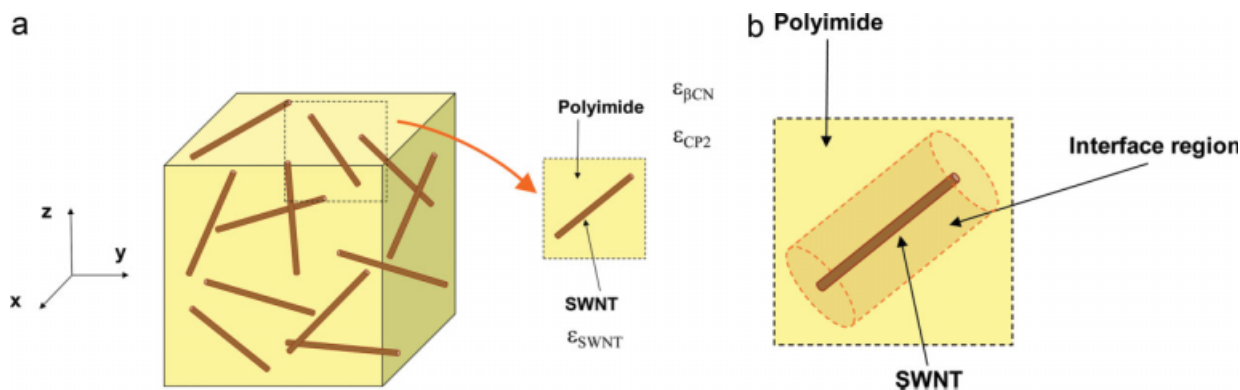 a
z
y
x
Polyimide
SWNT
ε_SWNT
ε_βCN
ε_CP2
b
Polyimide
Interface region
SWNT